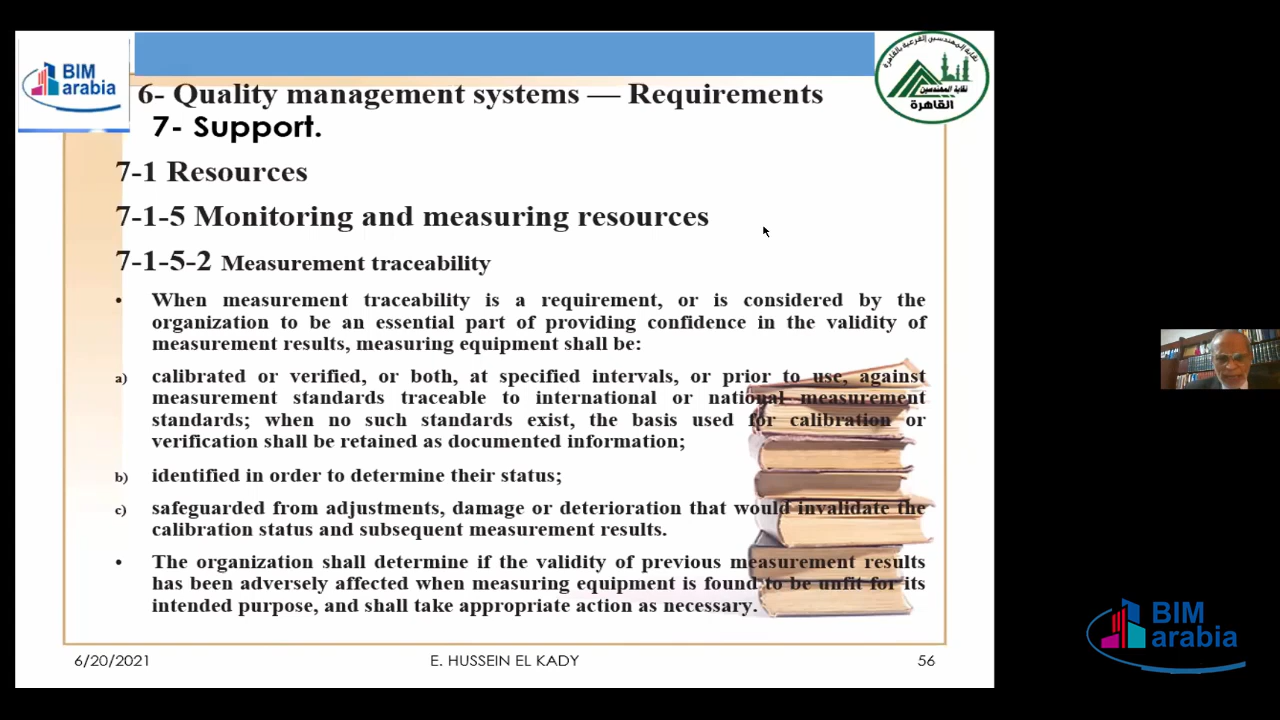 BIM
arabia
نقابة المهندسين الفرعية بالقاهرة
نقابة المهندسين
القاهرة
6- Quality management systems — Requirements
7- Support.
7-1 Resources
7-1-5 Monitoring and measuring resources
7-1-5-2 Measurement traceability
• When measurement traceability is a requirement, or is considered by the
organization to be an essential part of providing confidence in the validity of
measurement results, measuring equipment shall be:
a) calibrated or verified, or both, at specified intervals, or prior to use, against
measurement standards traceable to international or national measurement
standards; when no such standards exist, the basis used for calibration or
verification shall be retained as documented information;
b) identified in order to determine their status;
c) safeguarded from adjustments, damage or deterioration that would invalidate the
calibration status and subsequent measurement results.
• The organization shall determine if the validity of previous measurement results
has been adversely affected when measuring equipment is found to be unfit for its
intended purpose, and shall take appropriate action as necessary.
6/20/2021
E. HUSSEIN EL KADY
56
BIM
arabia